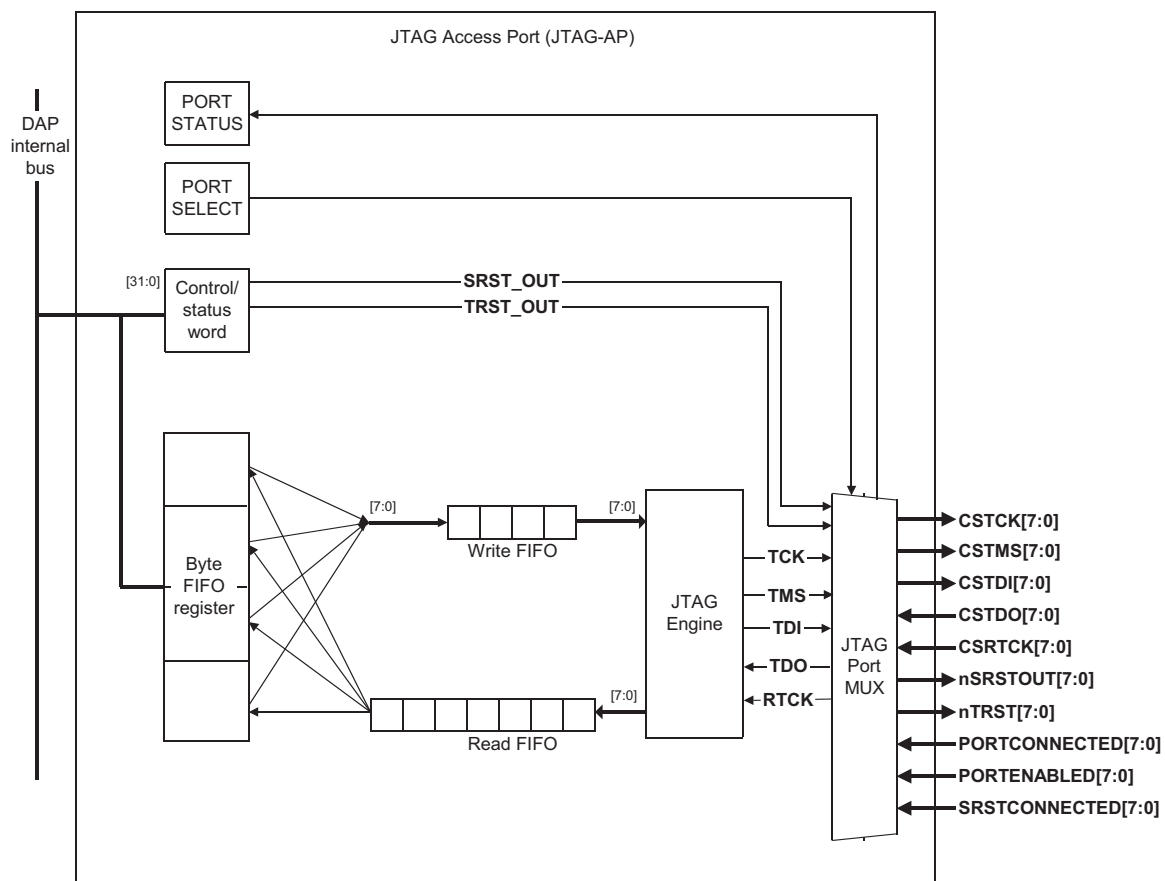 JTAG Access Port (JTAG-AP)
DAP
internal
bus
PORT
STATUS
PORT
SELECT
[31:0]
Control/
status
word
SRST_OUT
TRST_OUT
Byte
FIFO
register
[7:0]
Write FIFO
[7:0]
Read FIFO
[7:0]
JTAG
Engine
TCK
TMS
TDI
TDO
RTCK
JTAG
Port
MUX
CSTCK[7:0]
CSTMS[7:0]
CSTDI[7:0]
CSTDO[7:0]
CSRTCK[7:0]
nSRSTOUT[7:0]
nTRST[7:0]
PORTCONNECTED[7:0]
PORTENABLED[7:0]
SRSTCONNECTED[7:0]